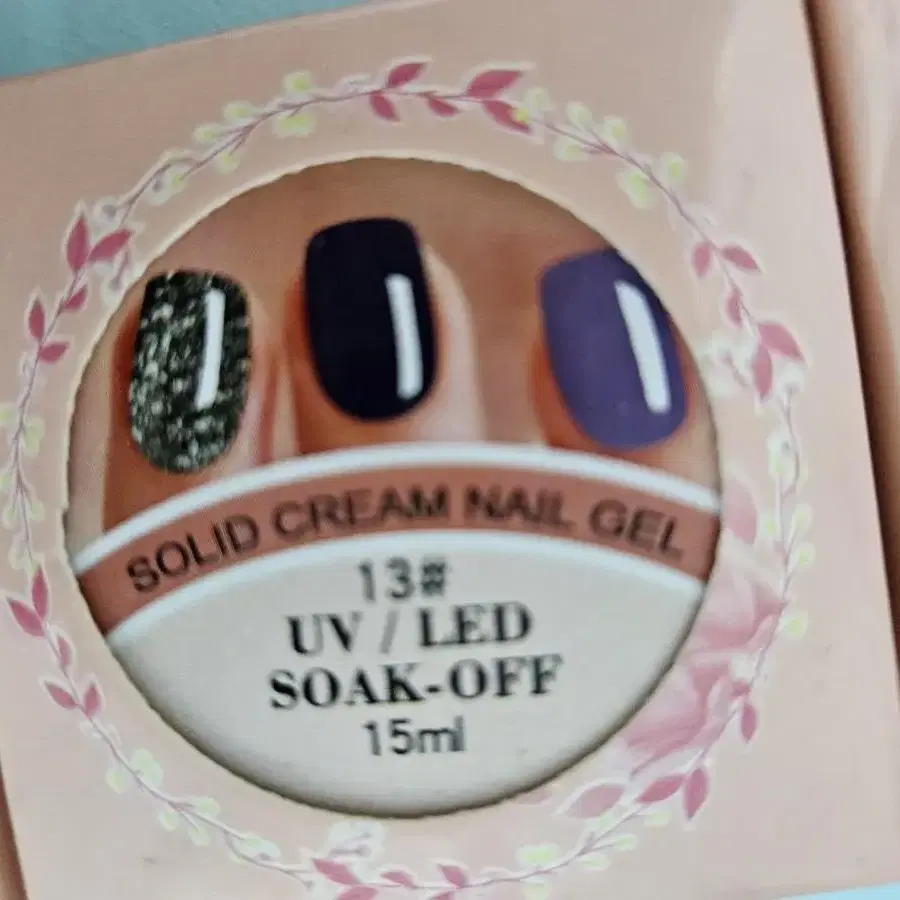 SOLID CREAM NAIL GEL
13#
UV / LED
SOAK-OFF
15ml